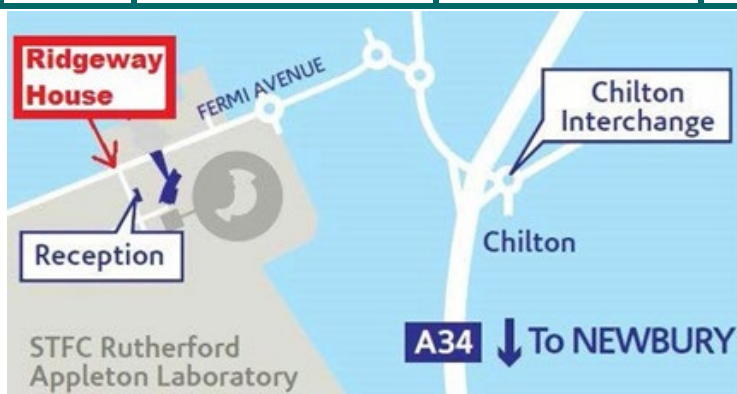 Ridgeway
House
FERMI AVENUE
Chilton
Interchange
Reception
Chilton
STFC Rutherford
Appleton Laboratory
A34 To NEWBURY